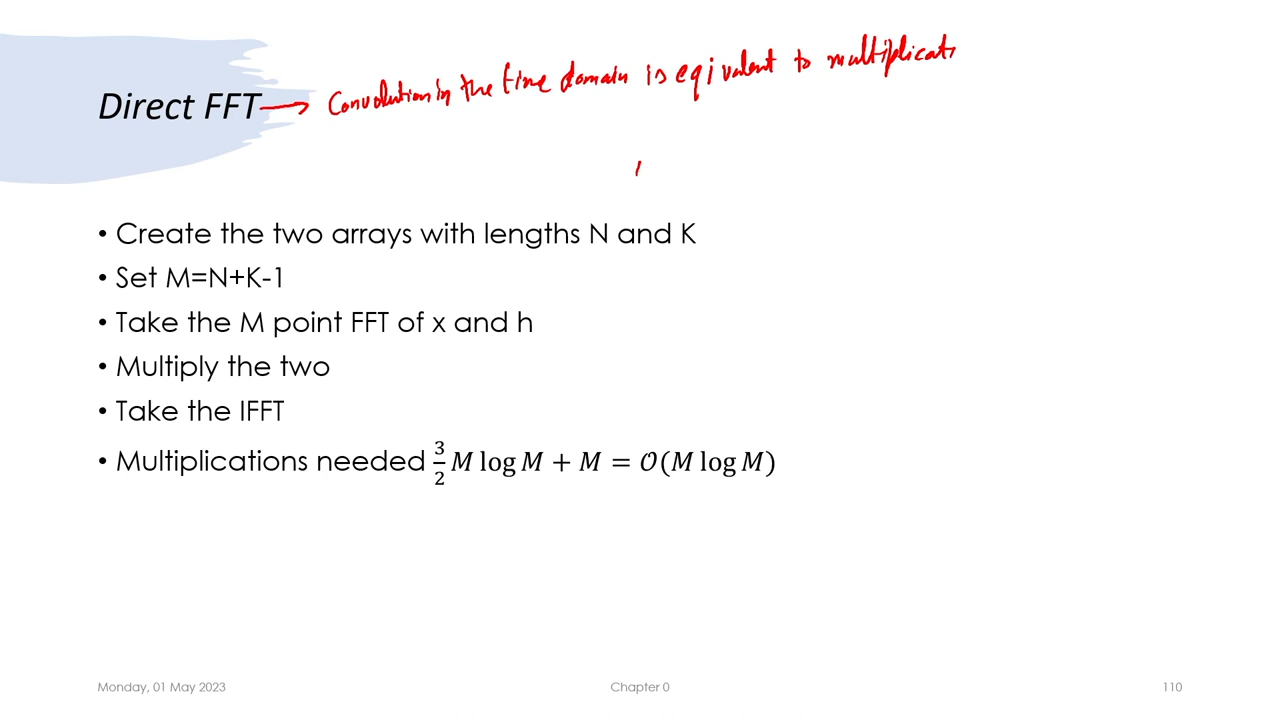 Direct FFT → Convolution in the time domain is eqivalent to multiplicati
• Create the two arrays with lengths N and K
• Set M=N+K-1
• Take the M point FFT of x and h
• Multiply the two
• Take the IFFT
• Multiplications needed 3/2 M log M + M = 𝒪(M log M)
Monday, 01 May 2023 Chapter 0 110